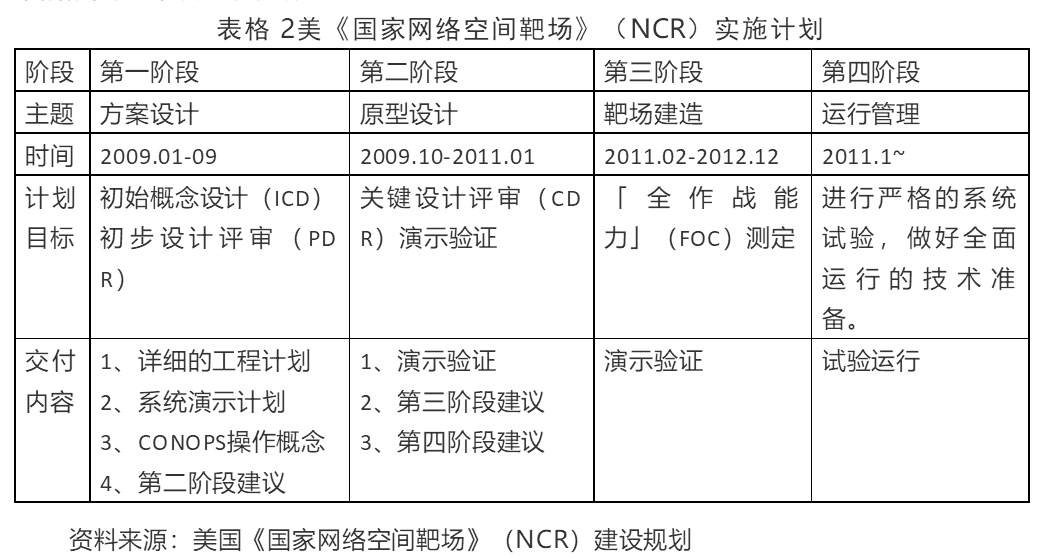 表格 2美《国家网络空间靶场》（NCR）实施计划
阶段 第一阶段 第二阶段 第三阶段 第四阶段
主题 方案设计 原型设计 靶场建造 运行管理
时间 2009.01-09 2009.10-2011.01 2011.02-2012.12 2011.1~
计划目标
初始概念设计（ICD）
初步设计评审（PD
R）
关键设计评审（CD
R）演示验证
「全作战能
力」（FOC）测定
进行严格的系统
试验，做好全面
运行的技术准
备。
交付内容
1、详细的工程计划
2、系统演示计划
3、CONOPS操作概念
4、第二阶段建议
1、演示验证
2、第三阶段建议
3、第四阶段建议
演示验证
试验运行
资料来源：美国《国家网络空间靶场》（NCR）建设规划